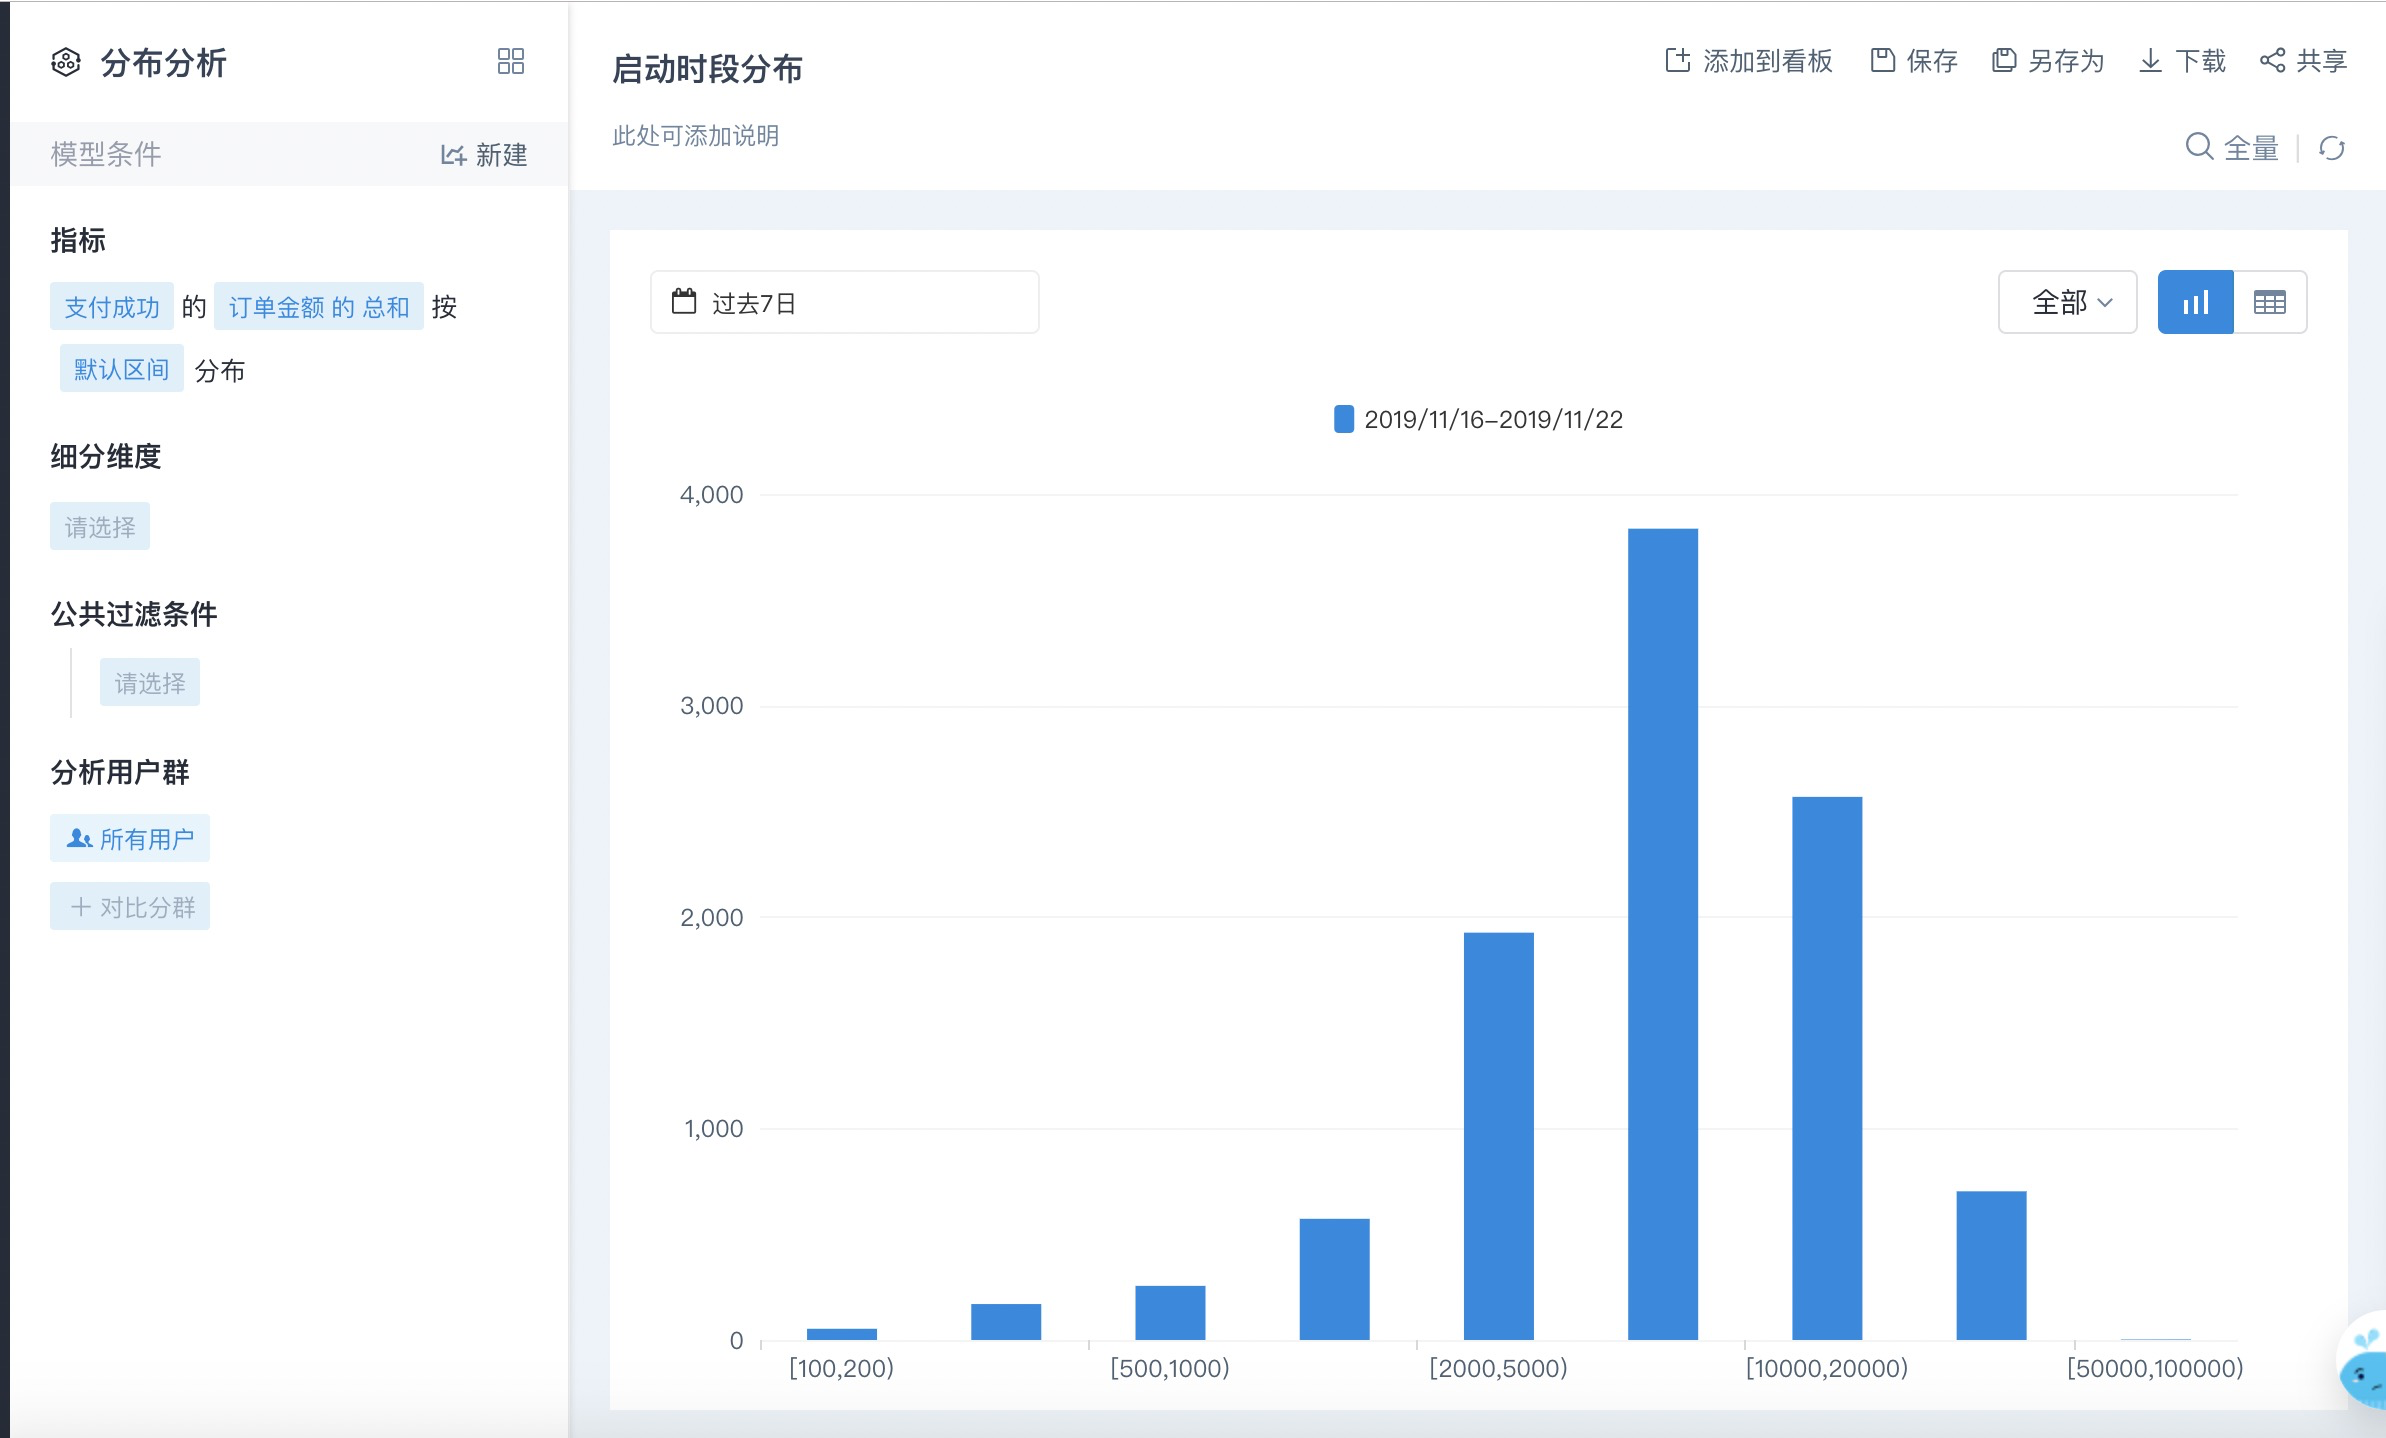 分布分析
模型条件 新建
指标
支付成功 的 订单金额 的 总和 按
默认区间 分布
细分维度
请选择
公共过滤条件
请选择
分析用户群
所有用户
对比分群
启动时段分布
添加到看板 保存 另存为 下载 共享
此处可添加说明
全量
过去7日
全部
2019/11/16-2019/11/22
4,000
3,000
2,000
1,000
0
[100,200) [500,1000) [2000,5000) [10000,20000) [50000,100000)